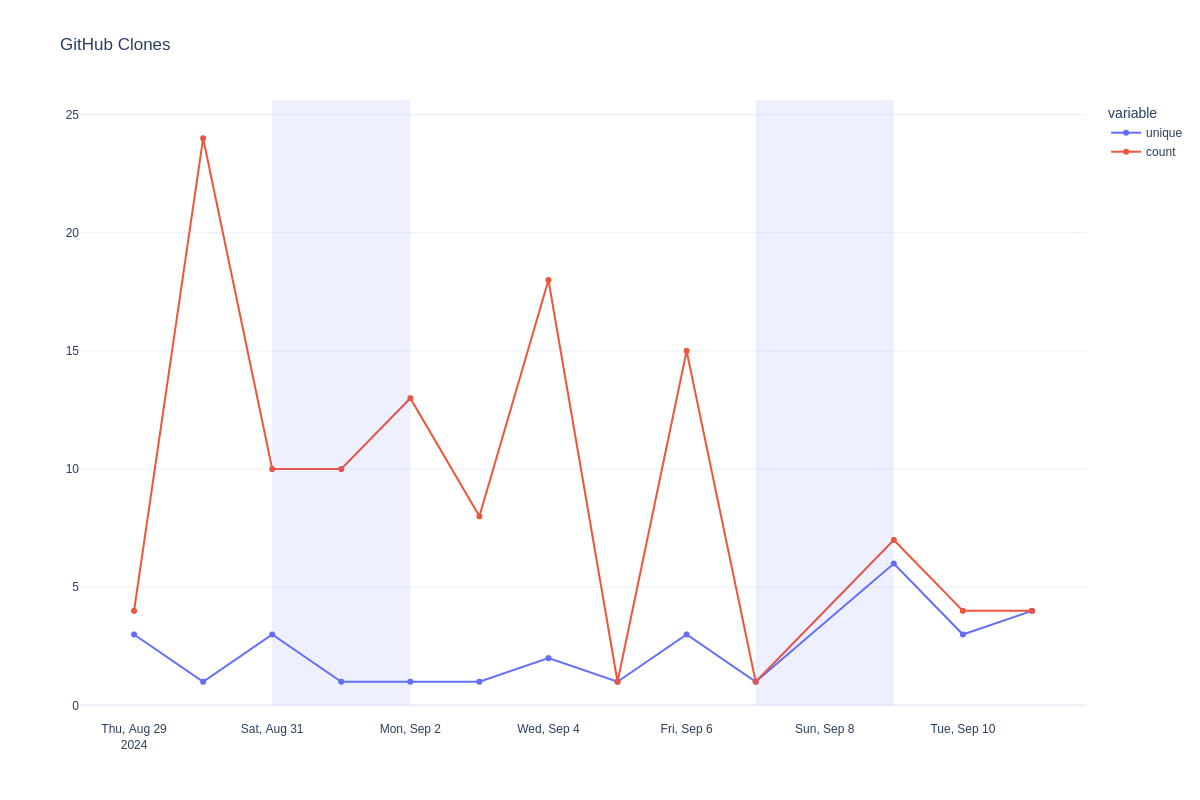 GitHub Clones
25
20
15
10
5
0
Thu, Aug 29
2024
Sat, Aug 31
Mon, Sep 2
Wed, Sep 4
Fri, Sep 6
Sun, Sep 8
Tue, Sep 10
variable
unique
count